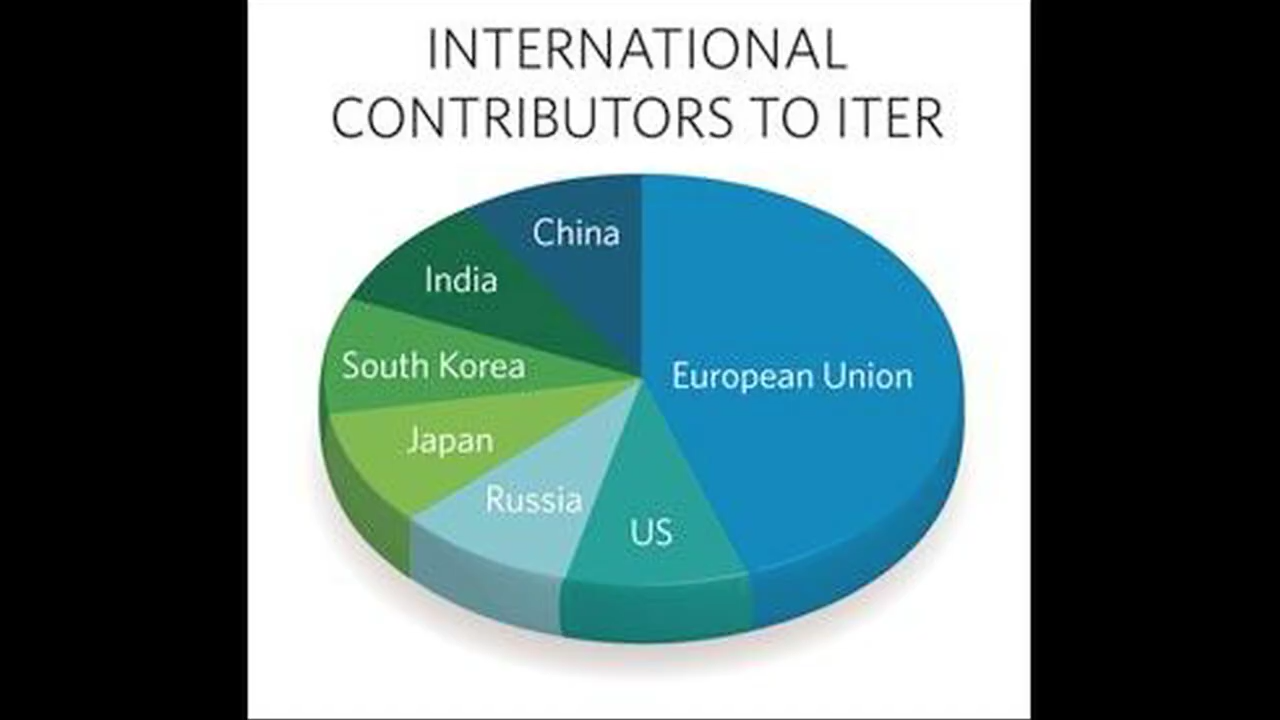 INTERNATIONAL
CONTRIBUTORS TO ITER
China
India
South Korea
European Union
Japan
Russia
US